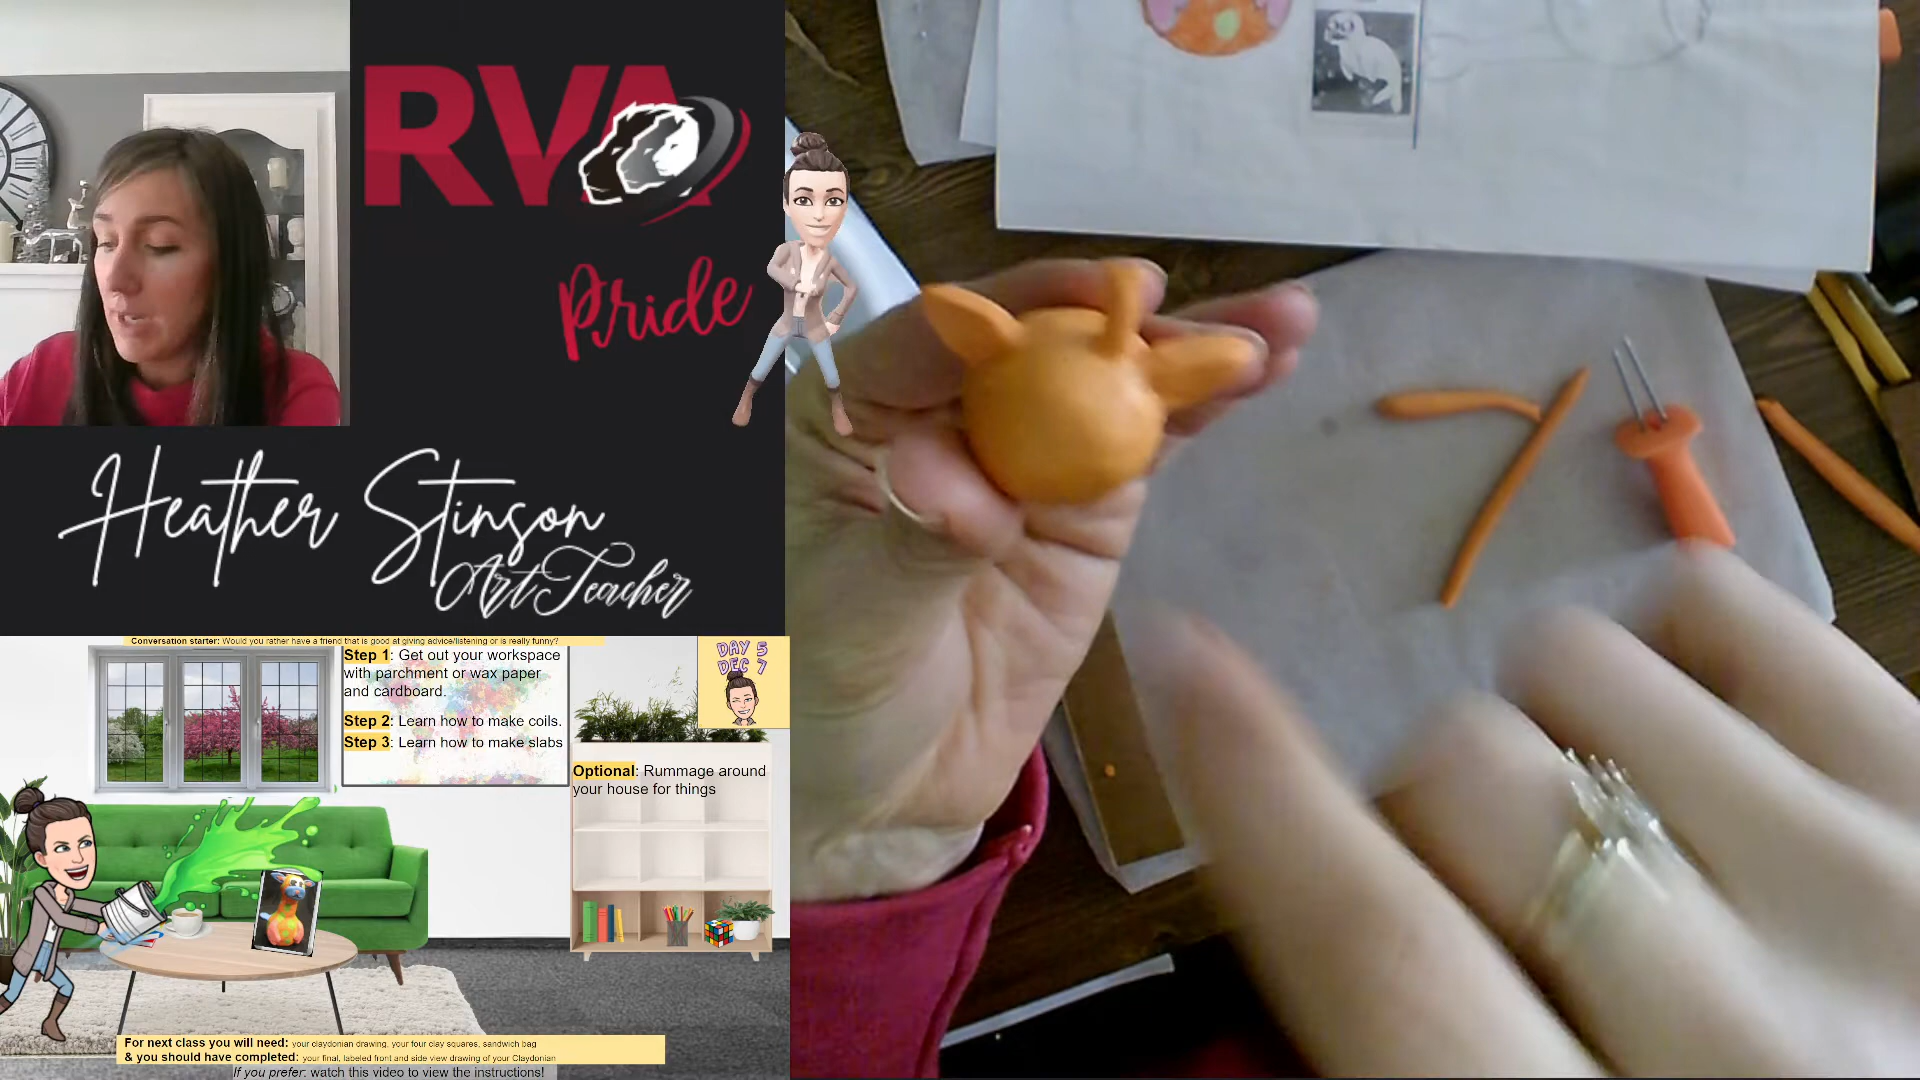 RVA
Pride
Heather Stinson
Art Teacher
Conversation starter: Would you rather have a friend that is good at giving advice/listening or is really funny?
Step 1: Get out your workspace
with parchment or wax paper
and cardboard.
Step 2: Learn how to make coils.
Step 3: Learn how to make slabs
DAY 5
DEC 7
Optional: Rummage around
your house for things
For next class you will need: your claydonian drawing, your four clay squares, sandwich bag
& you should have completed: your final, labeled front and side view drawing of your Claydonian
If you prefer: watch this video to view the instructions!